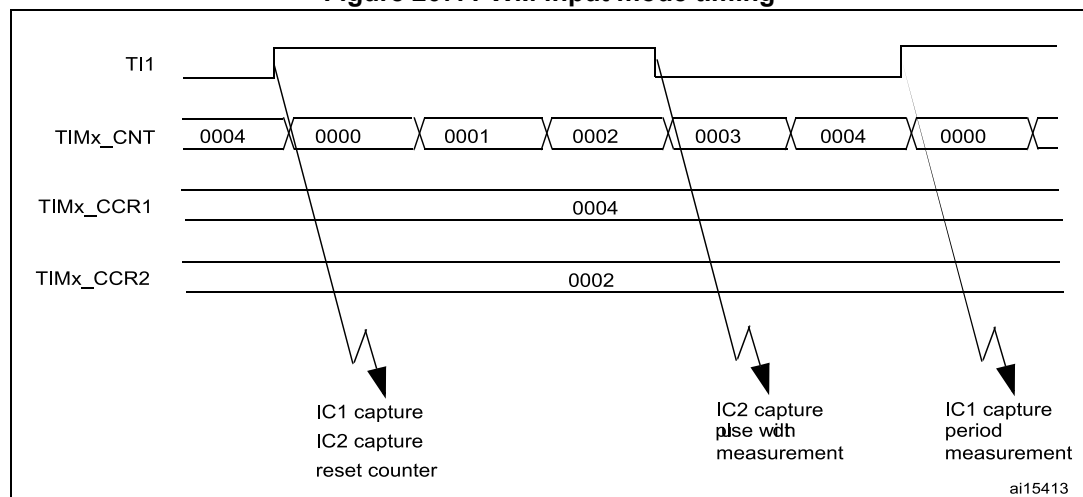 TI1
TIMx_CNT 0004 0000 0001 0002 0003 0004 0000
TIMx_CCR1 0004
TIMx_CCR2 0002
IC1 capture
IC2 capture
reset counter
IC2 capture
measurement
IC1 capture
period
measurement
ai15413